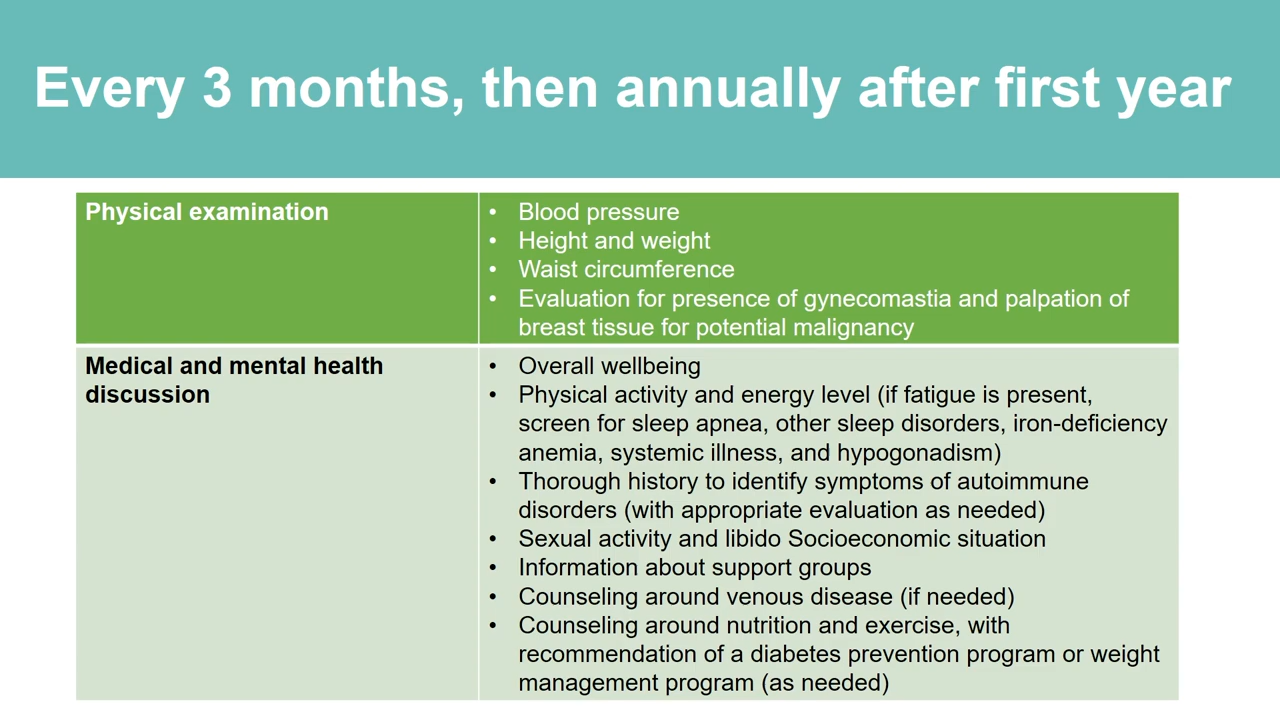 Every 3 months, then annually after first year
Physical examination
• Blood pressure
• Height and weight
• Waist circumference
• Evaluation for presence of gynecomastia and palpation of
breast tissue for potential malignancy
Medical and mental health
discussion
• Overall wellbeing
• Physical activity and energy level (if fatigue is present,
screen for sleep apnea, other sleep disorders, iron-deficiency
anemia, systemic illness, and hypogonadism)
• Thorough history to identify symptoms of autoimmune
disorders (with appropriate evaluation as needed)
• Sexual activity and libido Socioeconomic situation
• Information about support groups
• Counseling around venous disease (if needed)
• Counseling around nutrition and exercise, with
recommendation of a diabetes prevention program or weight
management program (as needed)